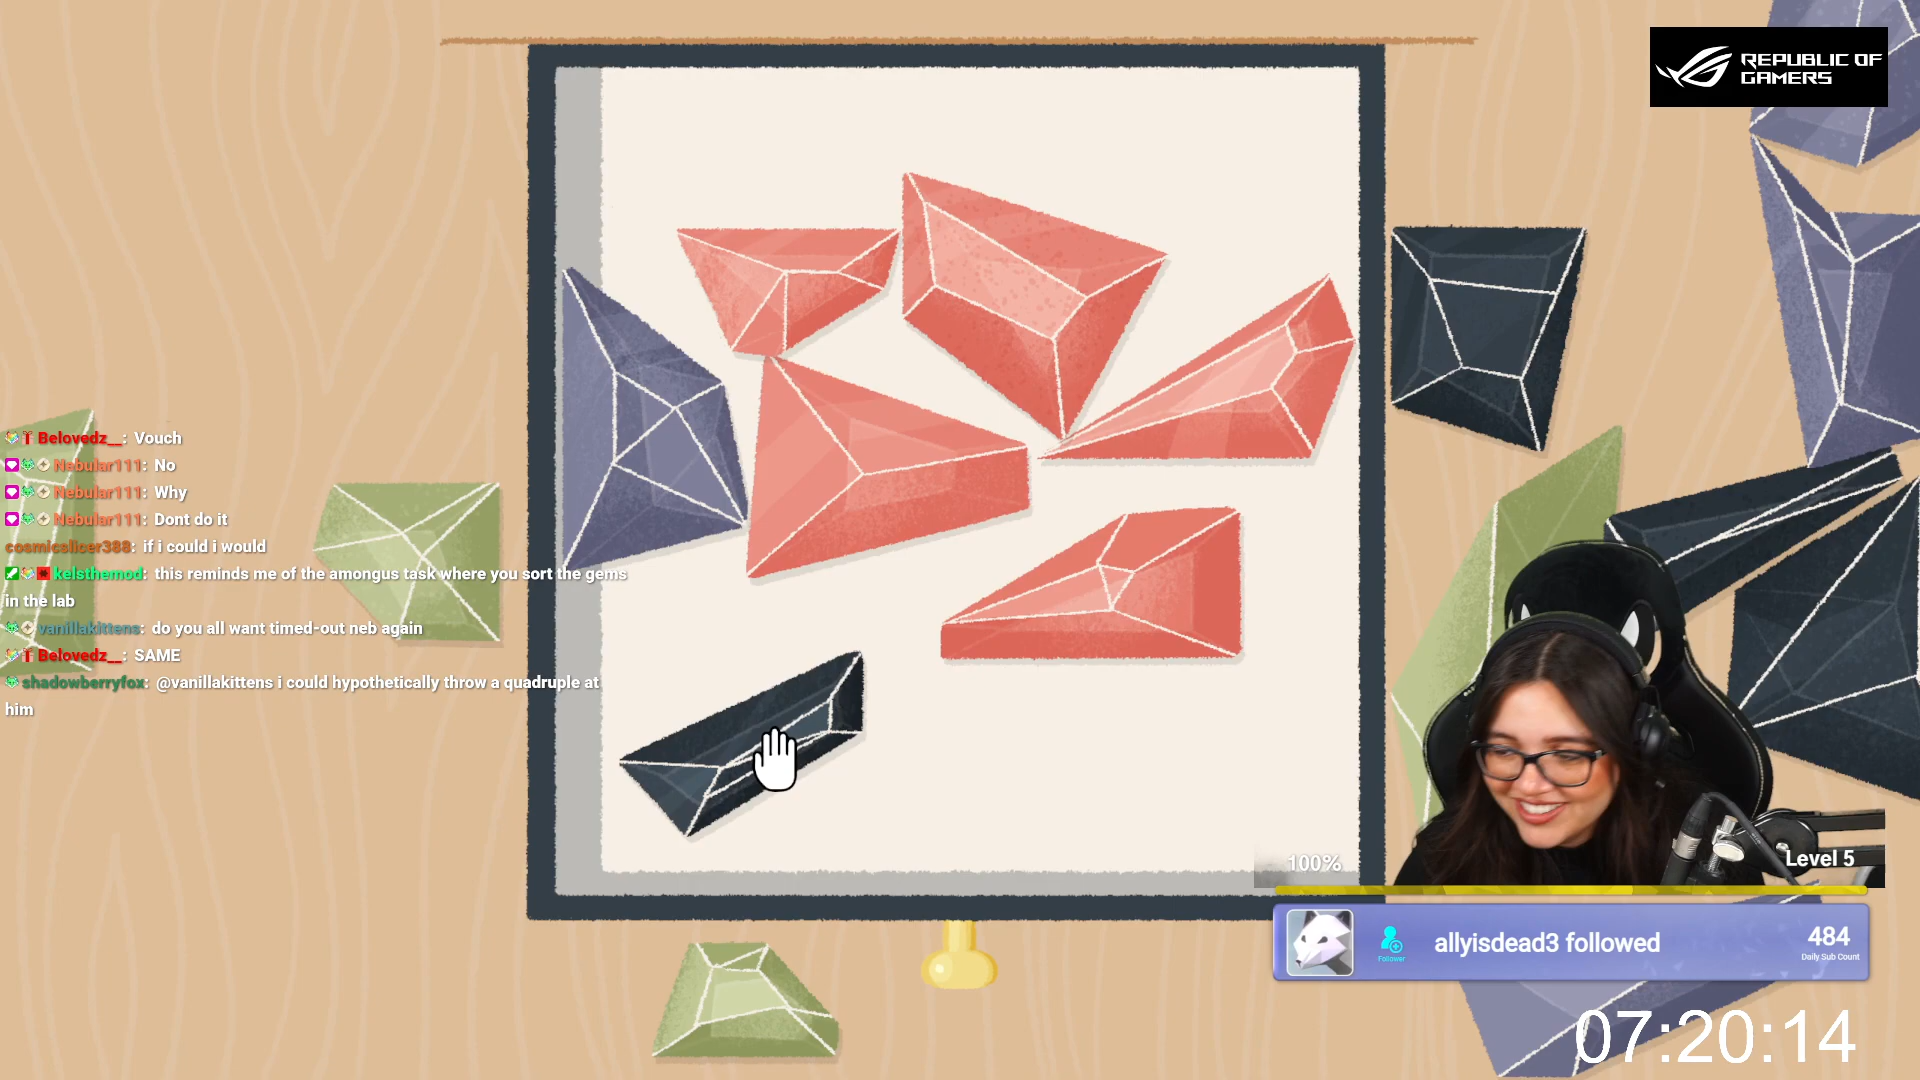 REPUBLIC OF
GAMERS
Belovedz__: Vouch
Nebular111: No
Nebular111: Why
Nebular111: Dont do it
cosmicslicer388: if i could i would
kelsthemod: this reminds me of the amongus task where you sort the gems
in the lab
vanillakittens: do you all want timed-out neb again
Belovedz__: SAME
shadowberryfox: @vanillakittens i could hypothetically throw a quadruple at
him
100%
Level 5
Follower
allyisdead3 followed
484
Daily Sub Count
07:20:14